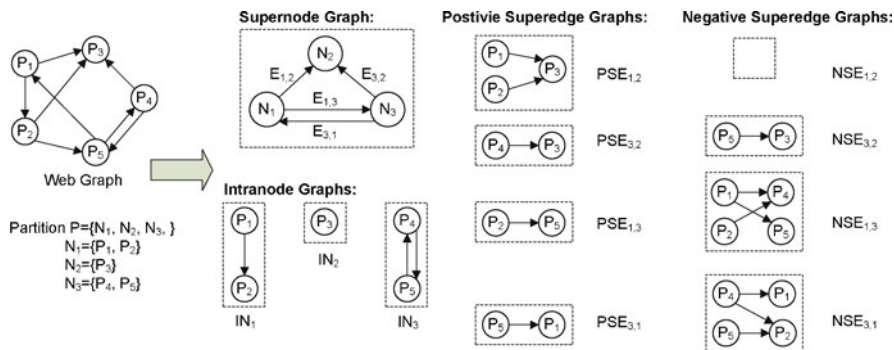 Supernode Graph:
Postivie Superedge Graphs:
Negative Superedge Graphs:
P1
P3
P4
P2
P5
Web Graph
N2
E1,2
E3,2
N1
E1,3
N3
E3,1
P1
P3
P2
PSE1,2
NSE1,2
P4
P3
PSE3,2
P5
P3
NSE3,2
Intranode Graphs:
Partition P={N1, N2, N3, }
N1={P1, P2}
N2={P3}
N3={P4, P5}
P1
P2
IN1
P3
IN2
P4
P5
IN3
P2
P5
PSE1,3
P1
P4
P2
P5
NSE1,3
P5
P1
PSE3,1
P4
P1
P5
P2
NSE3,1